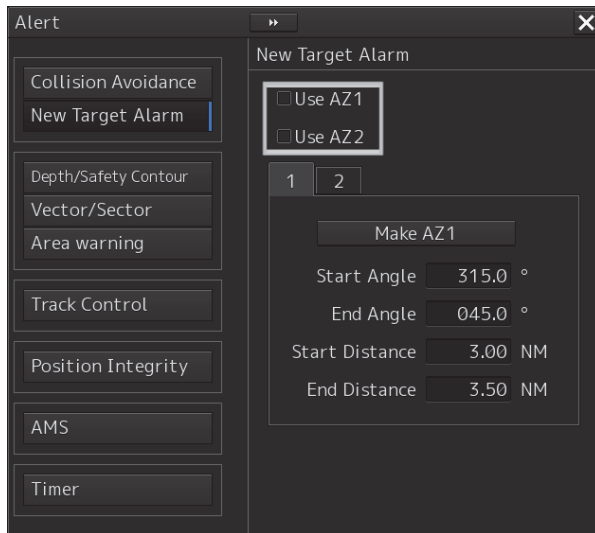 Alert
Collision Avoidance
New Target Alarm
Depth/Safety Contour
Vector/Sector
Area warning
Track Control
Position Integrity
AMS
Timer
New Target Alarm
Use AZ1
Use AZ2
1 2
Make AZ1
Start Angle 315.0 °
End Angle 045.0 °
Start Distance 3.00 NM
End Distance 3.50 NM